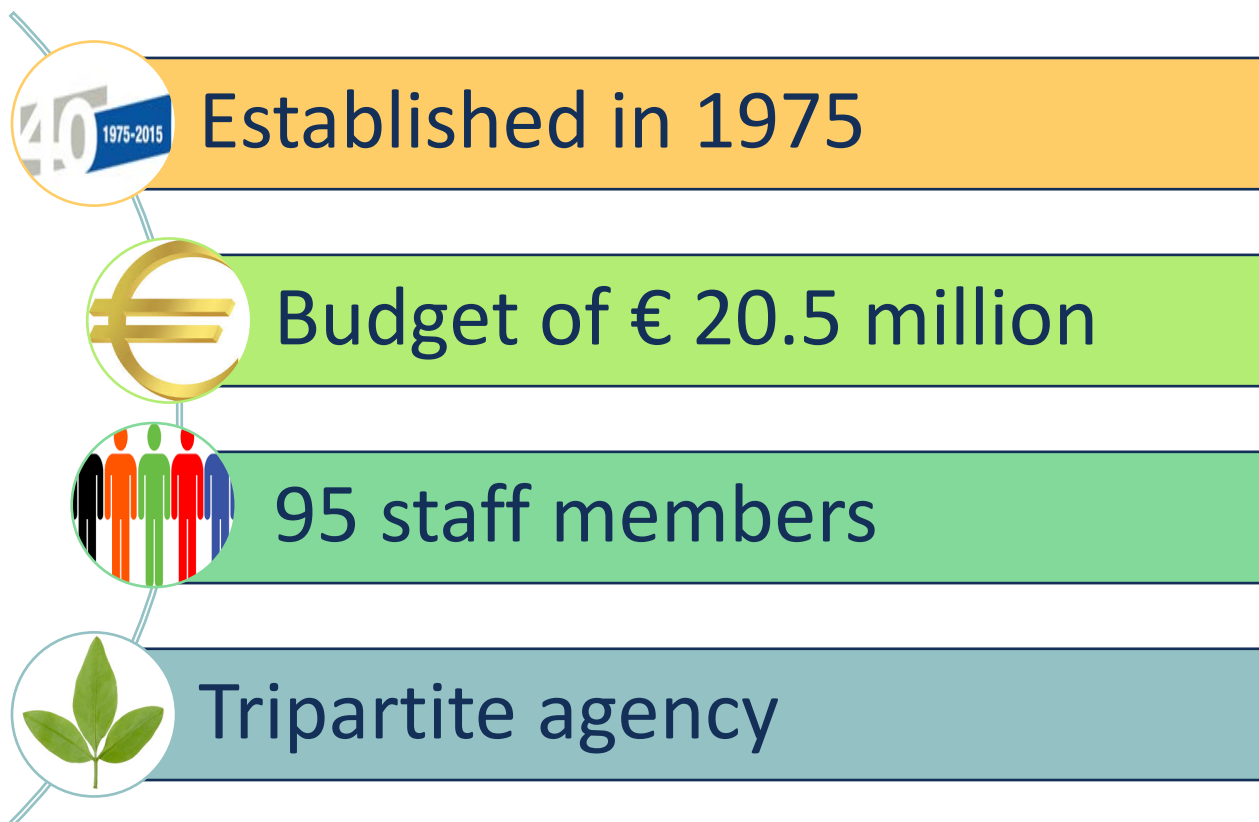 40
1975-2015
Established in 1975
Budget of € 20.5 million
95 staff members
Tripartite agency